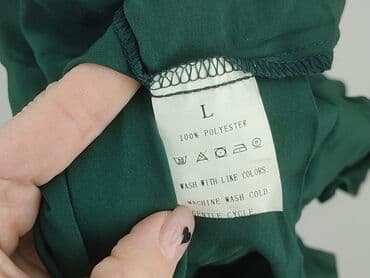 L
100% POLYESTER
WASH WITH LIKE COLORS.
MACHINE WASH COLD
GENTLE CYCLE.